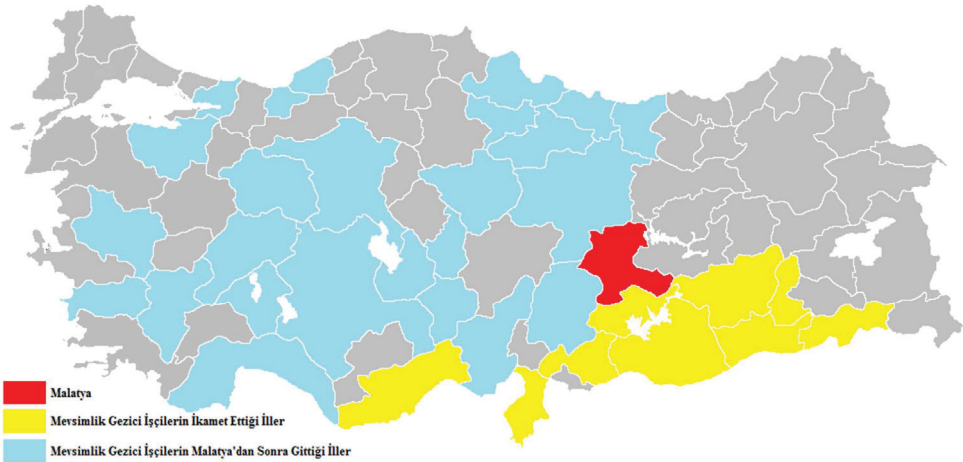 Malatya
Mevsimlik Gezici İşçilerin İkamet Ettiği İller
Mevsimlik Gezici İşçilerin Malatya'dan Sonra Gittiği İller